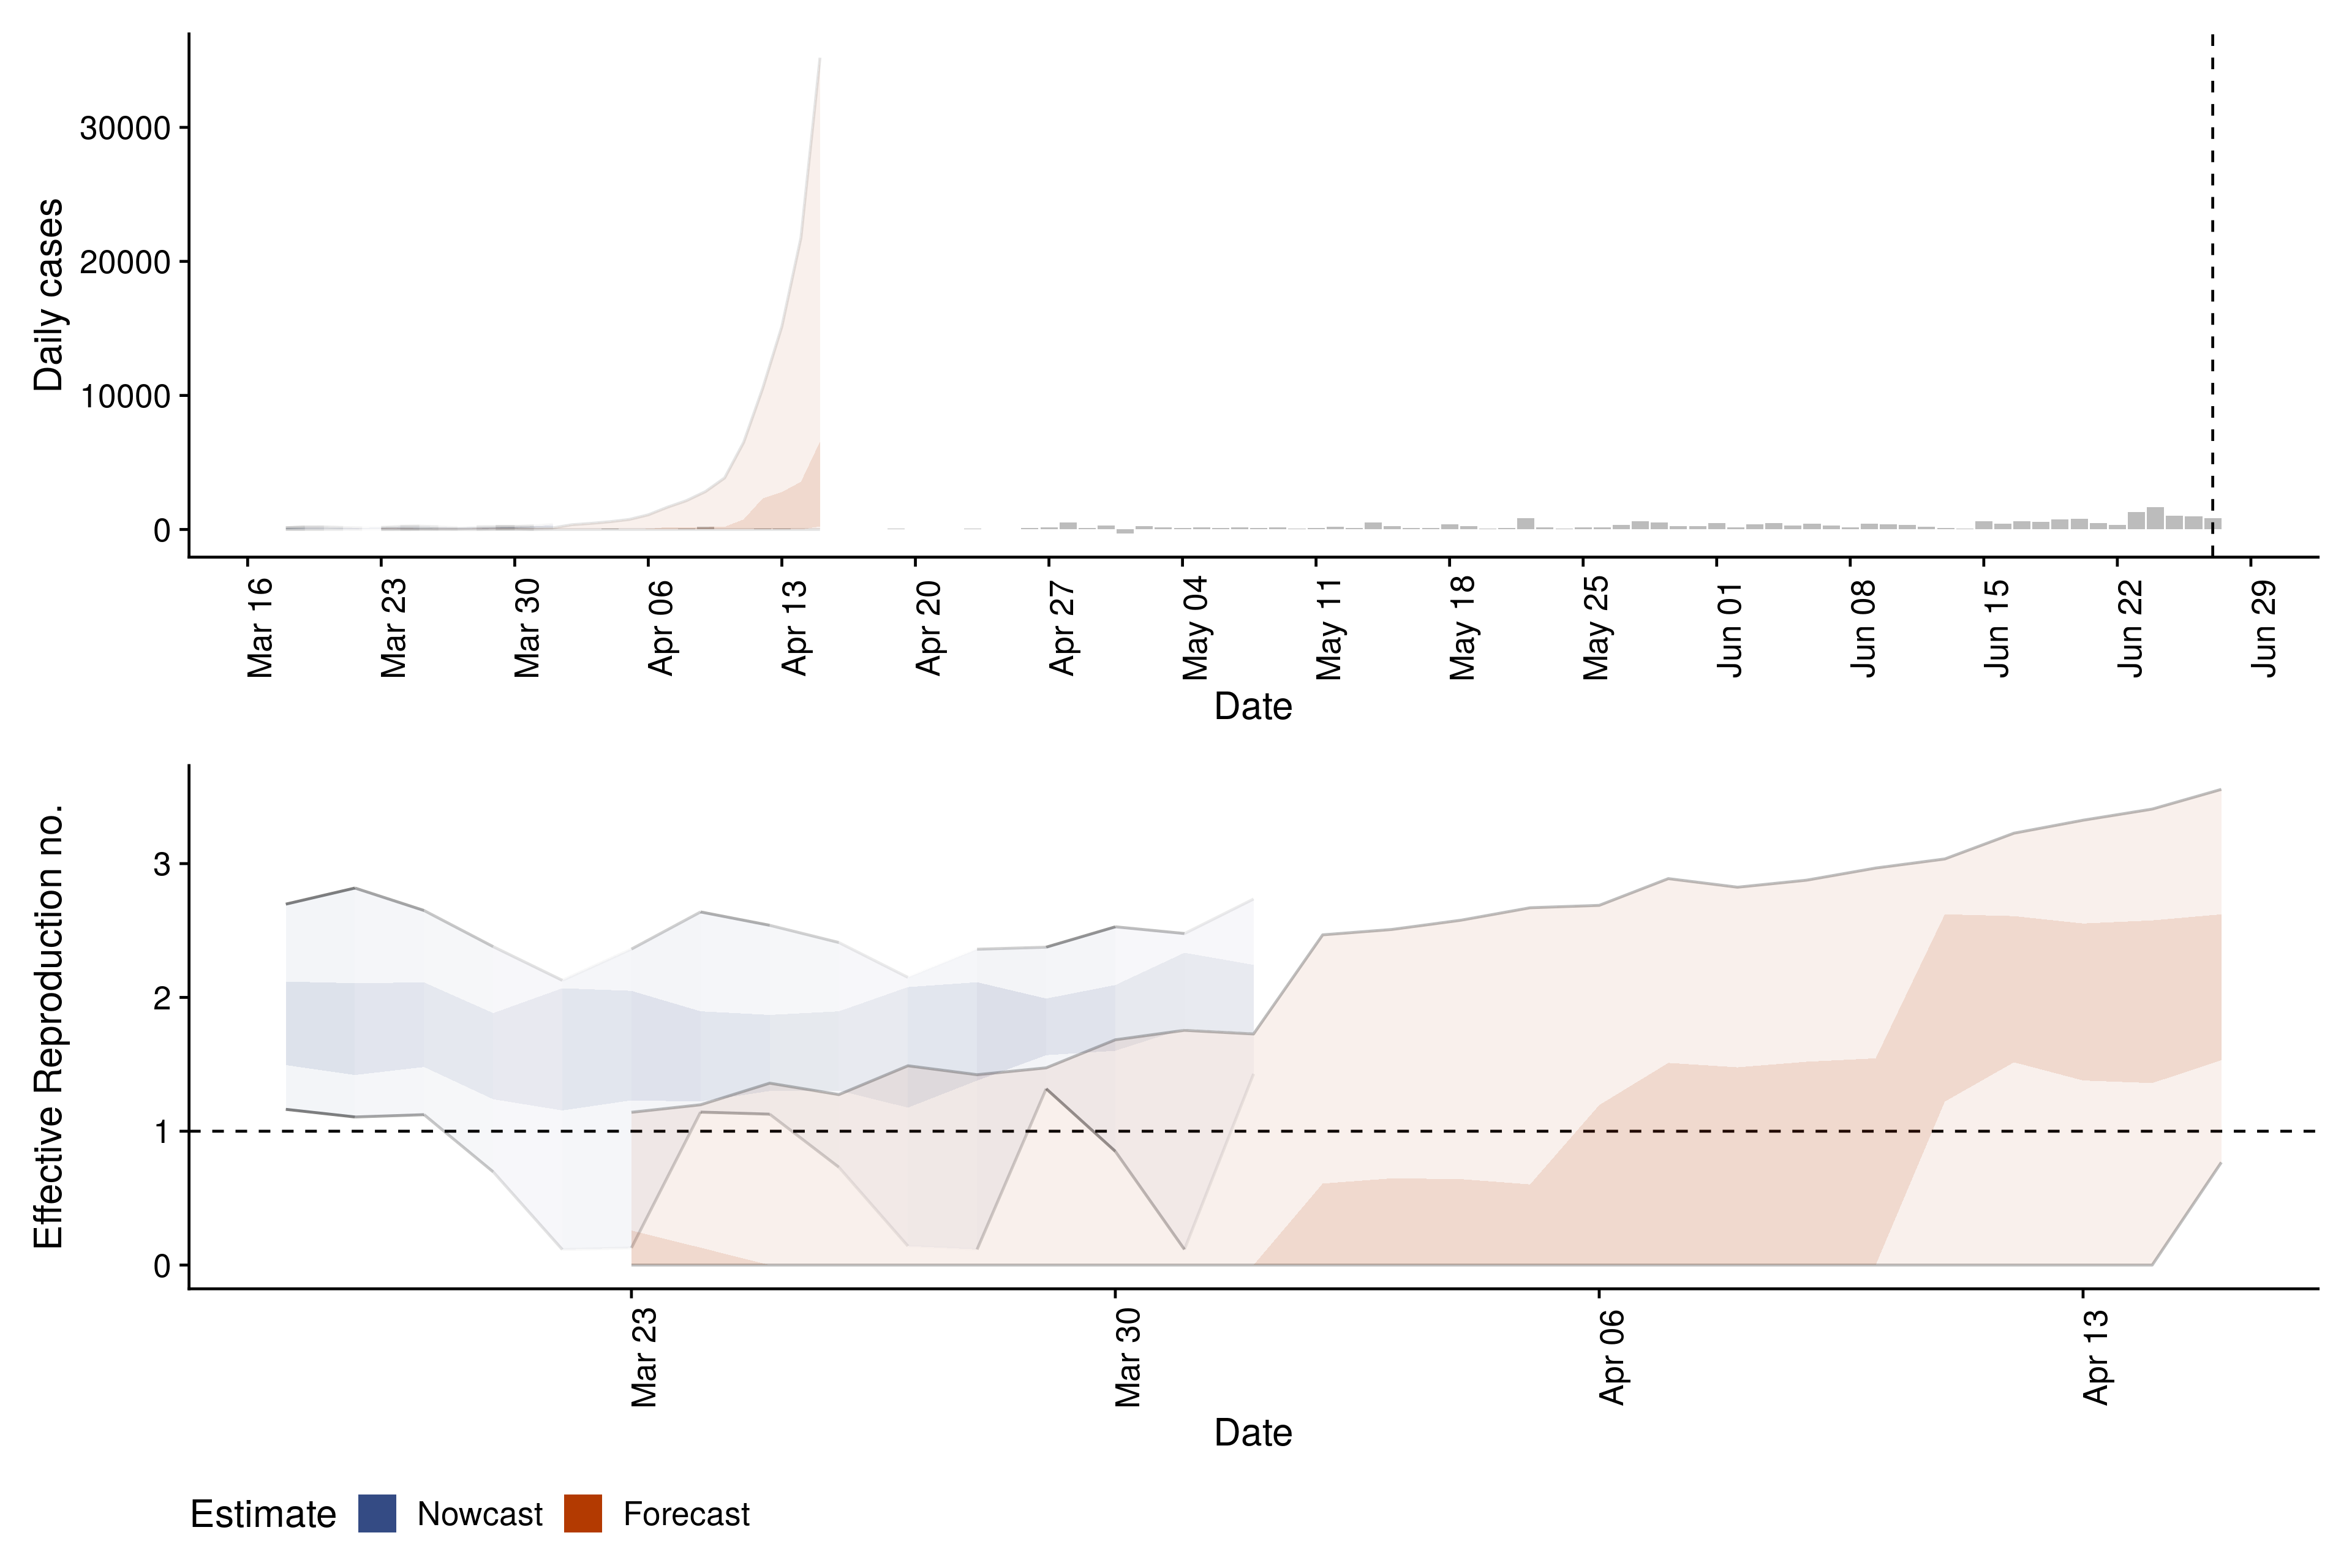 Daily cases
30000
20000
10000
0
Mar 16
Mar 23
Mar 30
Apr 06
Apr 13
Apr 20
Apr 27
May 04
May 11
May 18
May 25
Jun 01
Jun 08
Jun 15
Jun 22
Jun 29
Date
Effective Reproduction no.
3
2
1
0
Mar 23
Mar 30
Apr 06
Apr 13
Date
Estimate Nowcast Forecast